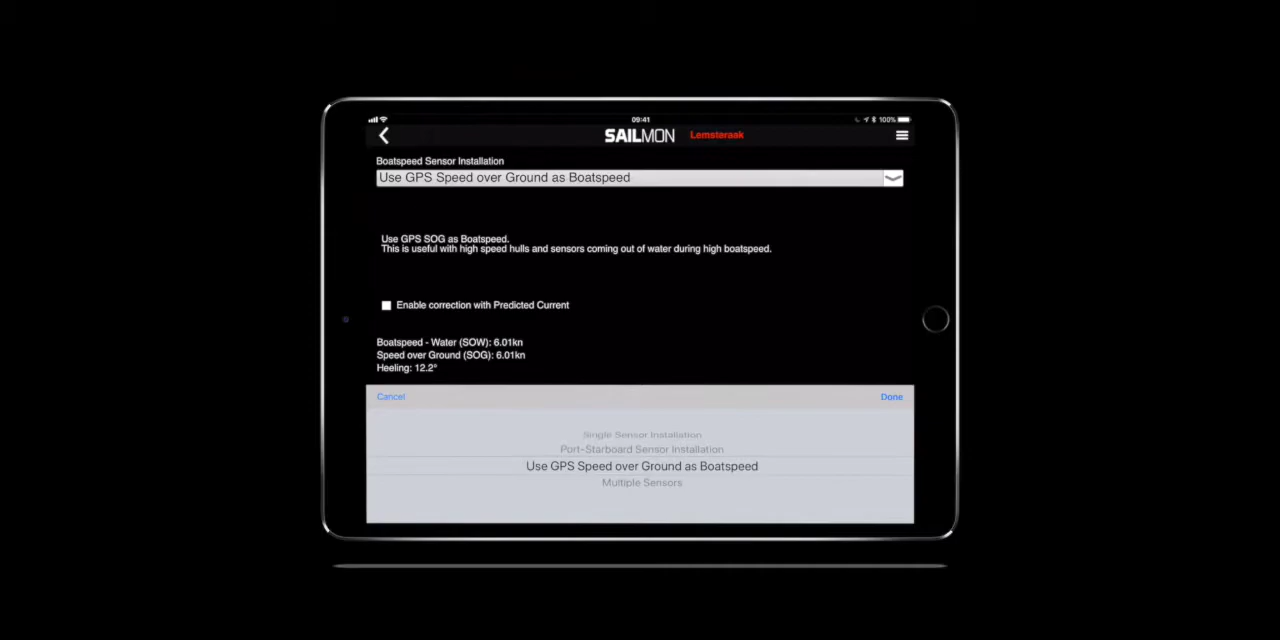 09:41
100%
SAILMON Lemsteraak
Boatspeed Sensor Installation
Use GPS Speed over Ground as Boatspeed
Use GPS SOG as Boatspeed.
This is useful with high speed hulls and sensors coming out of water during high boatspeed.
Enable correction with Predicted Current
Boatspeed - Water (SOW): 6.01kn
Speed over Ground (SOG): 6.01kn
Heeling: 12.2°
Cancel
Done
Single Sensor Installation
Port-Starboard Sensor Installation
Use GPS Speed over Ground as Boatspeed
Multiple Sensors